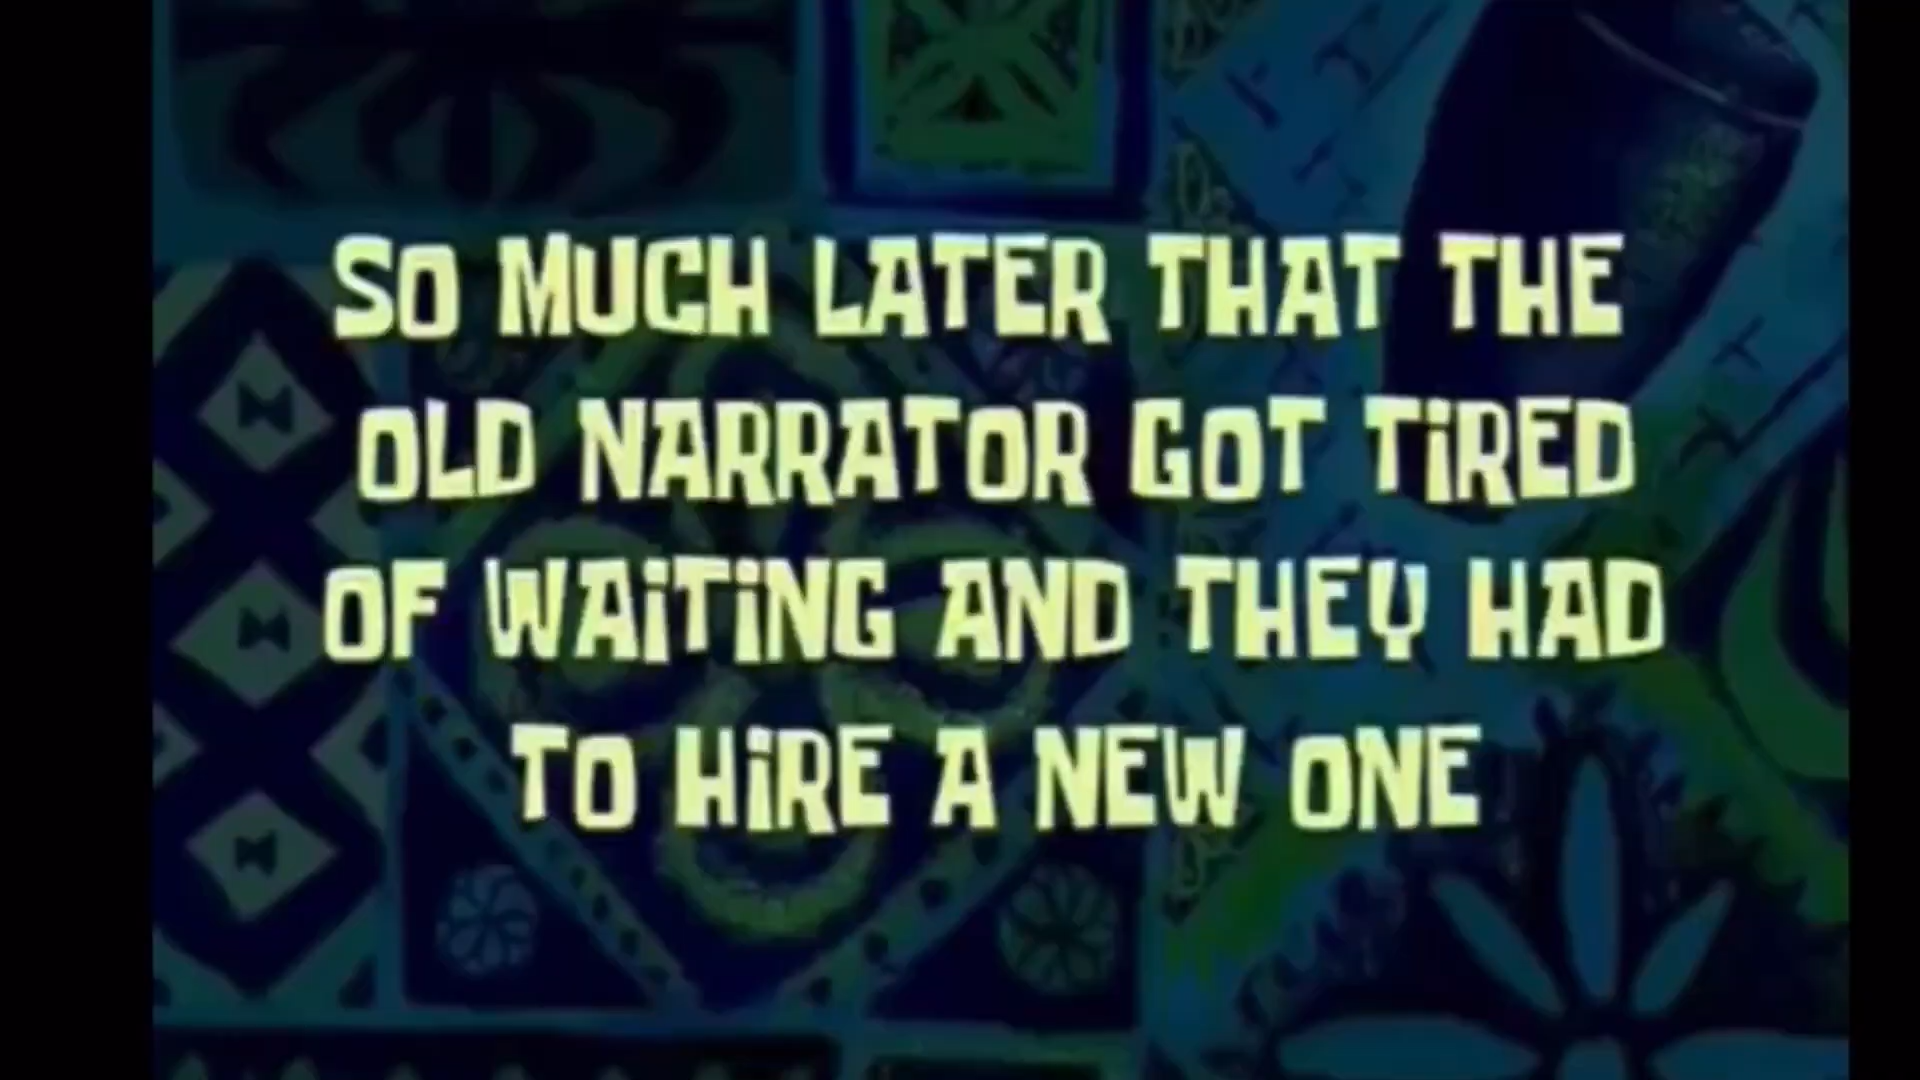 SO MUCH LATER THAT THE
OLD NARRATOR GOT TiRED
OF WAiTiNG AND THEY HAD
TO HiRE A NEW ONE